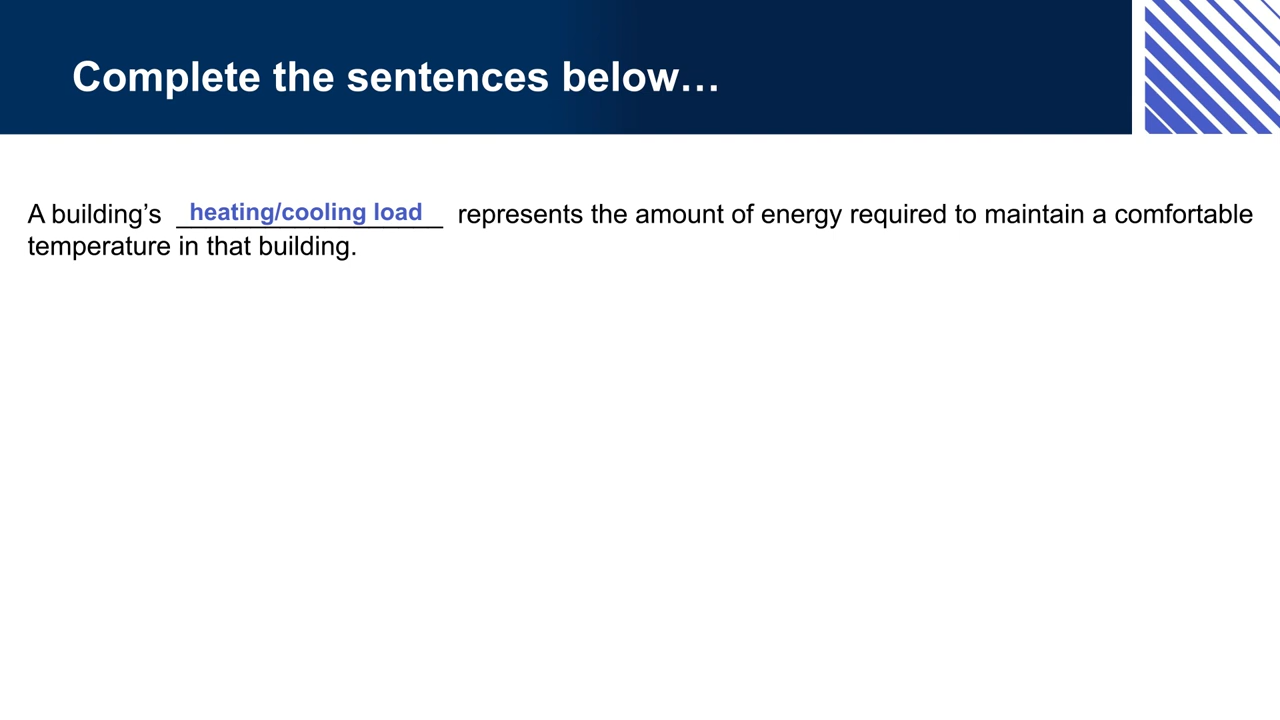 Complete the sentences below…
A building’s heating/cooling load represents the amount of energy required to maintain a comfortable
temperature in that building.